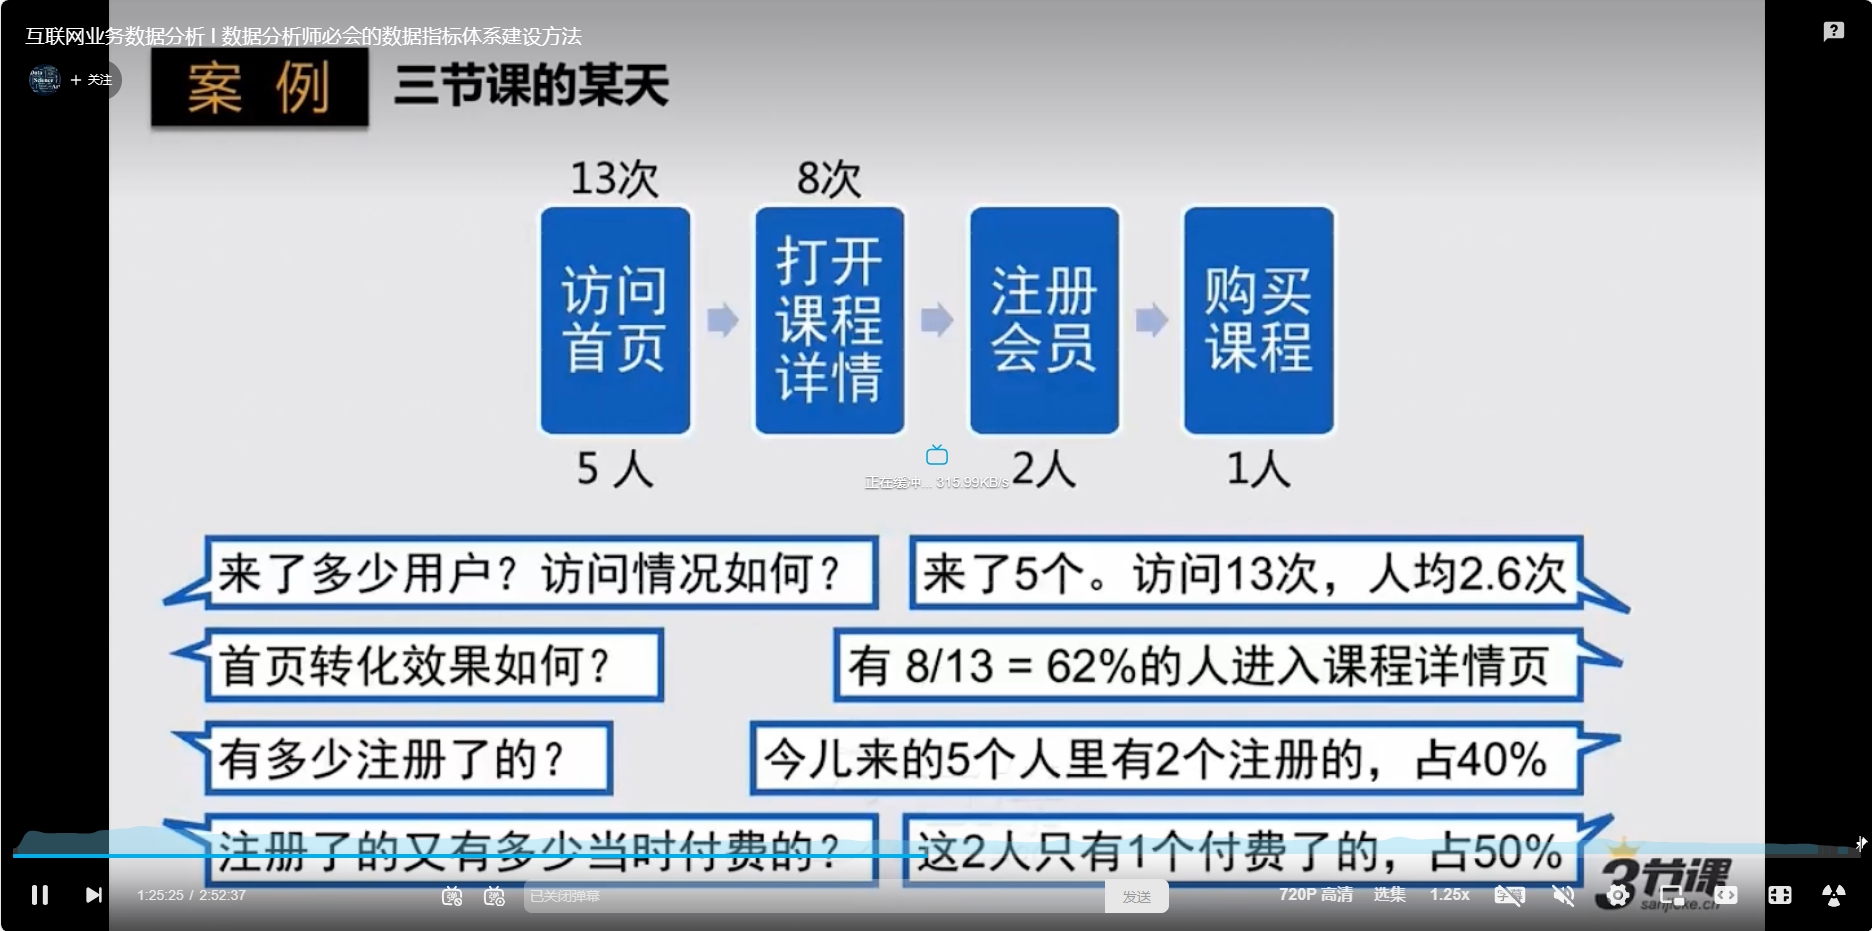 互联网业务数据分析 | 数据分析师必会的数据指标体系建设方法
+ 关注
案 例
三节课的某天
13次
8次
访问
首页
打开
课程
详情
注册
会员
购买
课程
5 人
2人
1人
正在缓冲... 315.99KB/s
来了多少用户？访问情况如何？
来了5个。访问13次，人均2.6次
首页转化效果如何？
有 8/13 = 62%的人进入课程详情页
有多少注册了的？
今儿来的5个人里有2个注册的，占40%
注册了的又有多少当时付费的？
这2人只有1个付费了的，占50%
3节课
sanjieke.cn
1:25:25 / 2:52:37
已关闭弹幕
发送
720P 高清
选集
1.25x
字幕